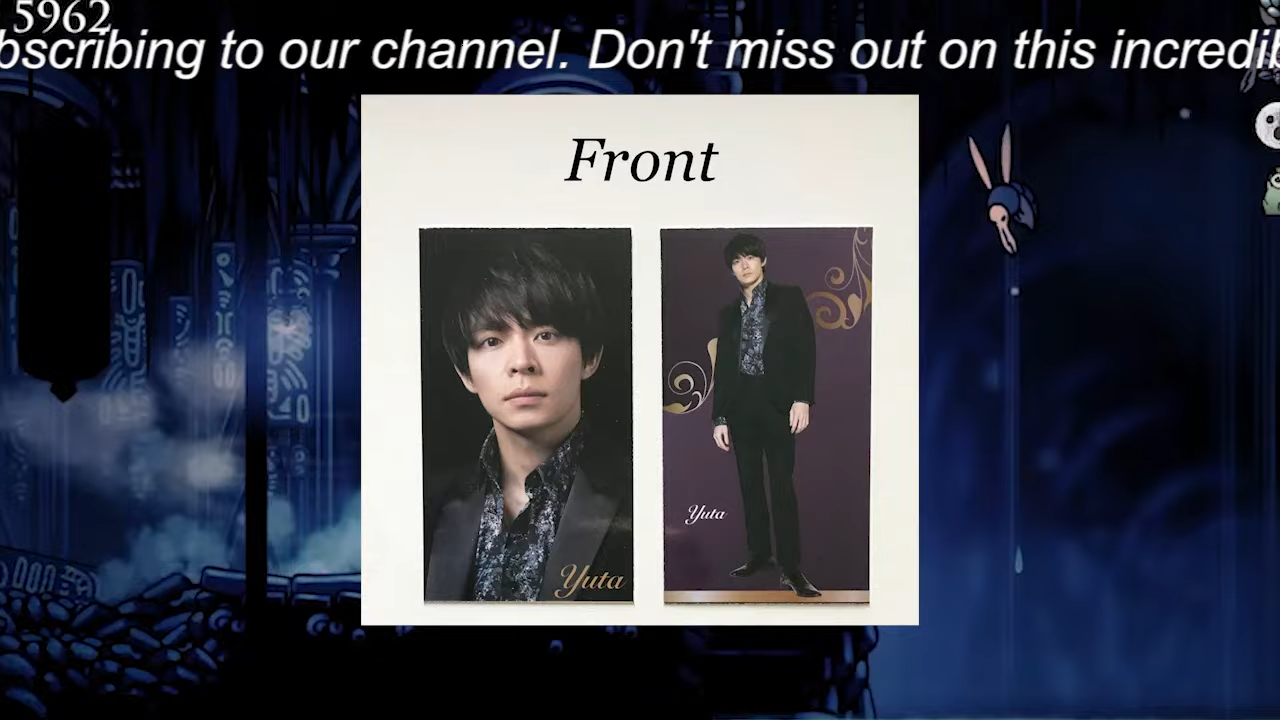 5962
bscribing to our channel. Don't miss out on this incredib
Front
Yuta
Yuta